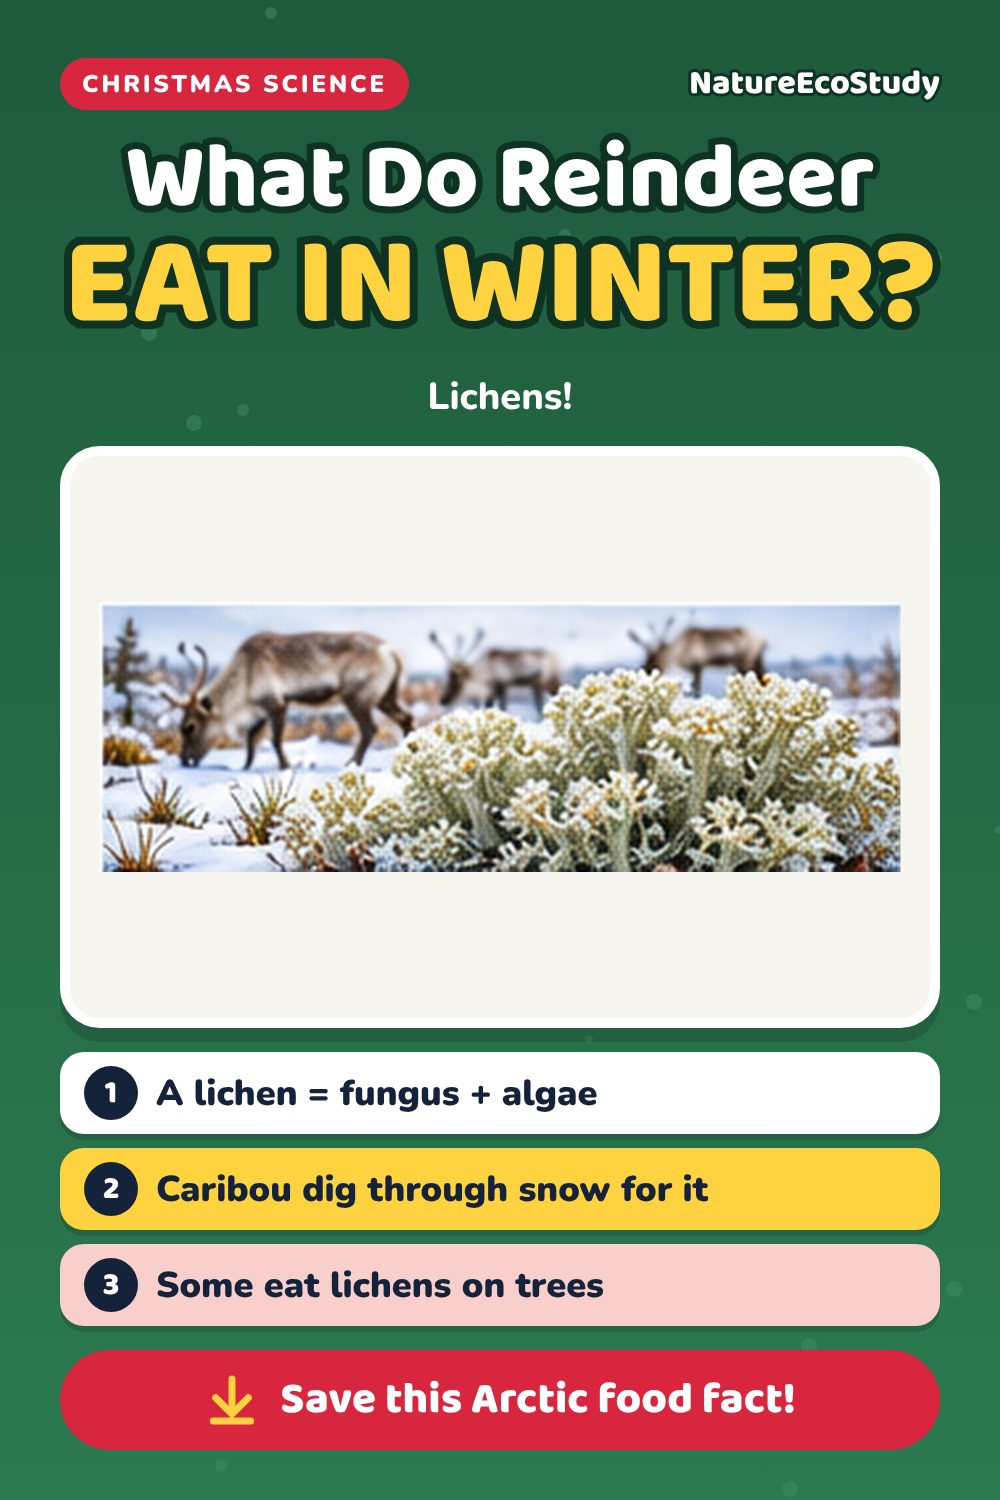 CHRISTMAS SCIENCE
NatureEcoStudy
What Do Reindeer
EAT IN WINTER?
Lichens!
1 A lichen = fungus + algae
2 Caribou dig through snow for it
3 Some eat lichens on trees
Save this Arctic food fact!